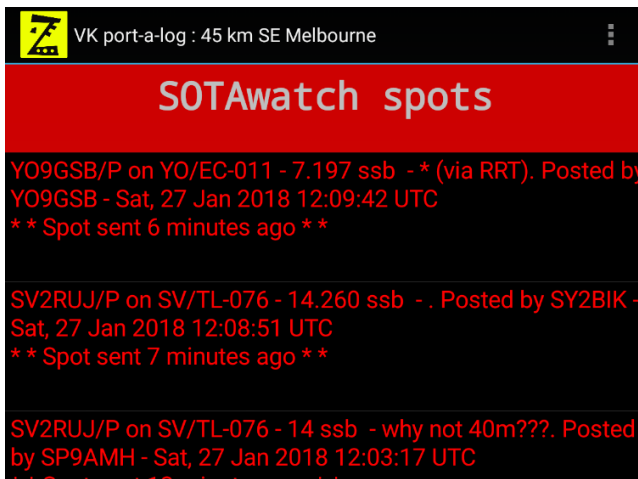 VK port-a-log : 45 km SE Melbourne
SOTAwatch spots
YO9GSB/P on YO/EC-011 - 7.197 ssb - * (via RRT). Posted by
YO9GSB - Sat, 27 Jan 2018 12:09:42 UTC
* * Spot sent 6 minutes ago * *
SV2RUJ/P on SV/TL-076 - 14.260 ssb - . Posted by SY2BIK -
Sat, 27 Jan 2018 12:08:51 UTC
* * Spot sent 7 minutes ago * *
SV2RUJ/P on SV/TL-076 - 14 ssb - why not 40m???. Posted
by SP9AMH - Sat, 27 Jan 2018 12:03:17 UTC